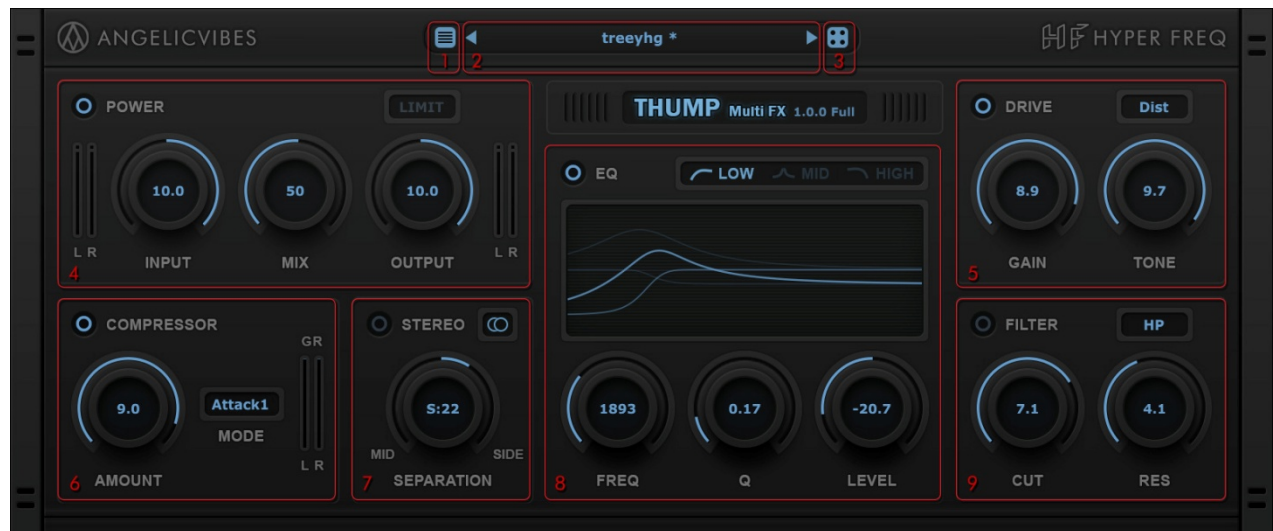 ANGELICVIBES
treeyhg *
HYPER FREQ
1
2
3
POWER
LIMIT
10.0
50
10.0
L R
INPUT
MIX
OUTPUT
L R
4
THUMP Multi FX 1.0.0 Full
DRIVE
Dist
8.9
9.7
GAIN
TONE
5
COMPRESSOR
GR
9.0
Attack1
MODE
L R
6
AMOUNT
STEREO
S:22
MID
SIDE
7
SEPARATION
EQ
LOW
MID
HIGH
1893
0.17
-20.7
8
FREQ
Q
LEVEL
FILTER
HP
7.1
4.1
9
CUT
RES